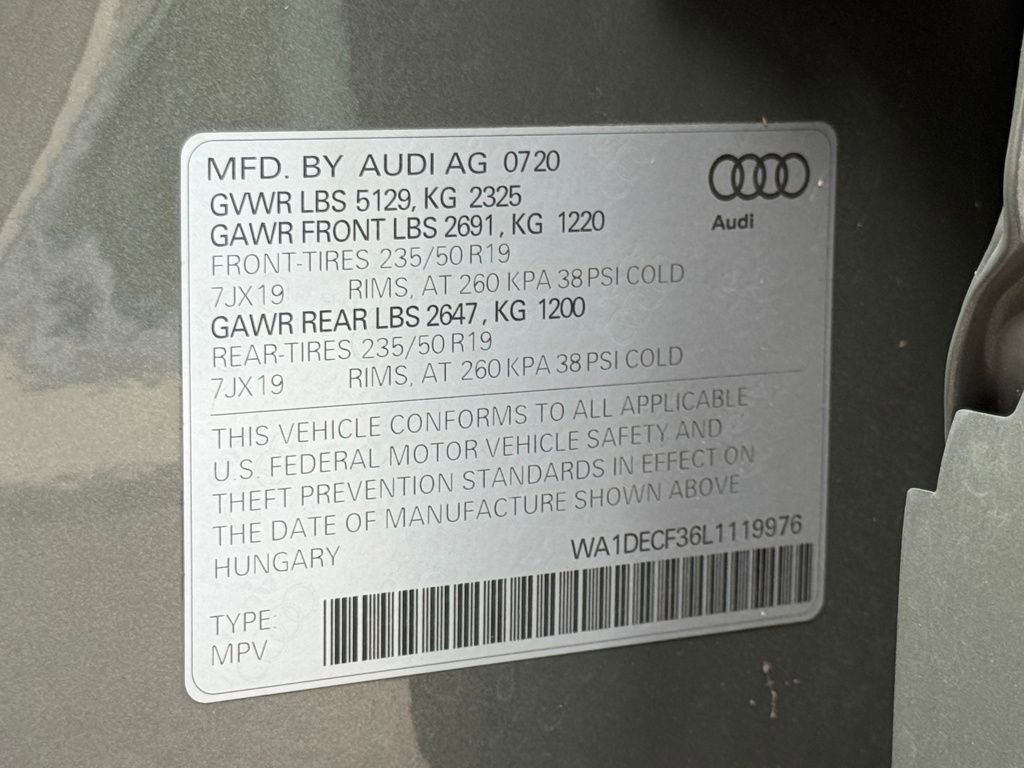 MFD. BY AUDI AG 0720
GVWR LBS 5129, KG 2325
GAWR FRONT LBS 2691, KG 1220
FRONT-TIRES 235/50 R19
7JX19 RIMS, AT 260 KPA 38 PSI COLD
GAWR REAR LBS 2647, KG 1200
REAR-TIRES 235/50 R19
7JX19 RIMS, AT 260 KPA 38 PSI COLD
Audi
THIS VEHICLE CONFORMS TO ALL APPLICABLE
U.S. FEDERAL MOTOR VEHICLE SAFETY AND
THEFT PREVENTION STANDARDS IN EFFECT ON
THE DATE OF MANUFACTURE SHOWN ABOVE
HUNGARY WA1DECF36L1119976
TYPE:
MPV